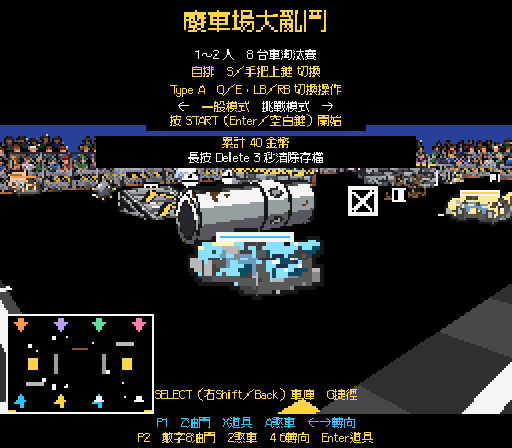 廢車場大亂鬥
1～2 人　8 台車淘汰賽
自排　S／手把上鍵 切換
Type A　Q／E，LB／RB 切換操作
←　一般模式　挑戰模式　→
按 START（Enter／空白鍵）開始
累計 40 金幣
長按 Delete 3 秒清除存檔
SELECT（右Shift／Back）車庫　C捷徑
P1　Z油門　X道具　A煞車　←→轉向
P2　數字8油門　2煞車　4 6轉向　Enter道具